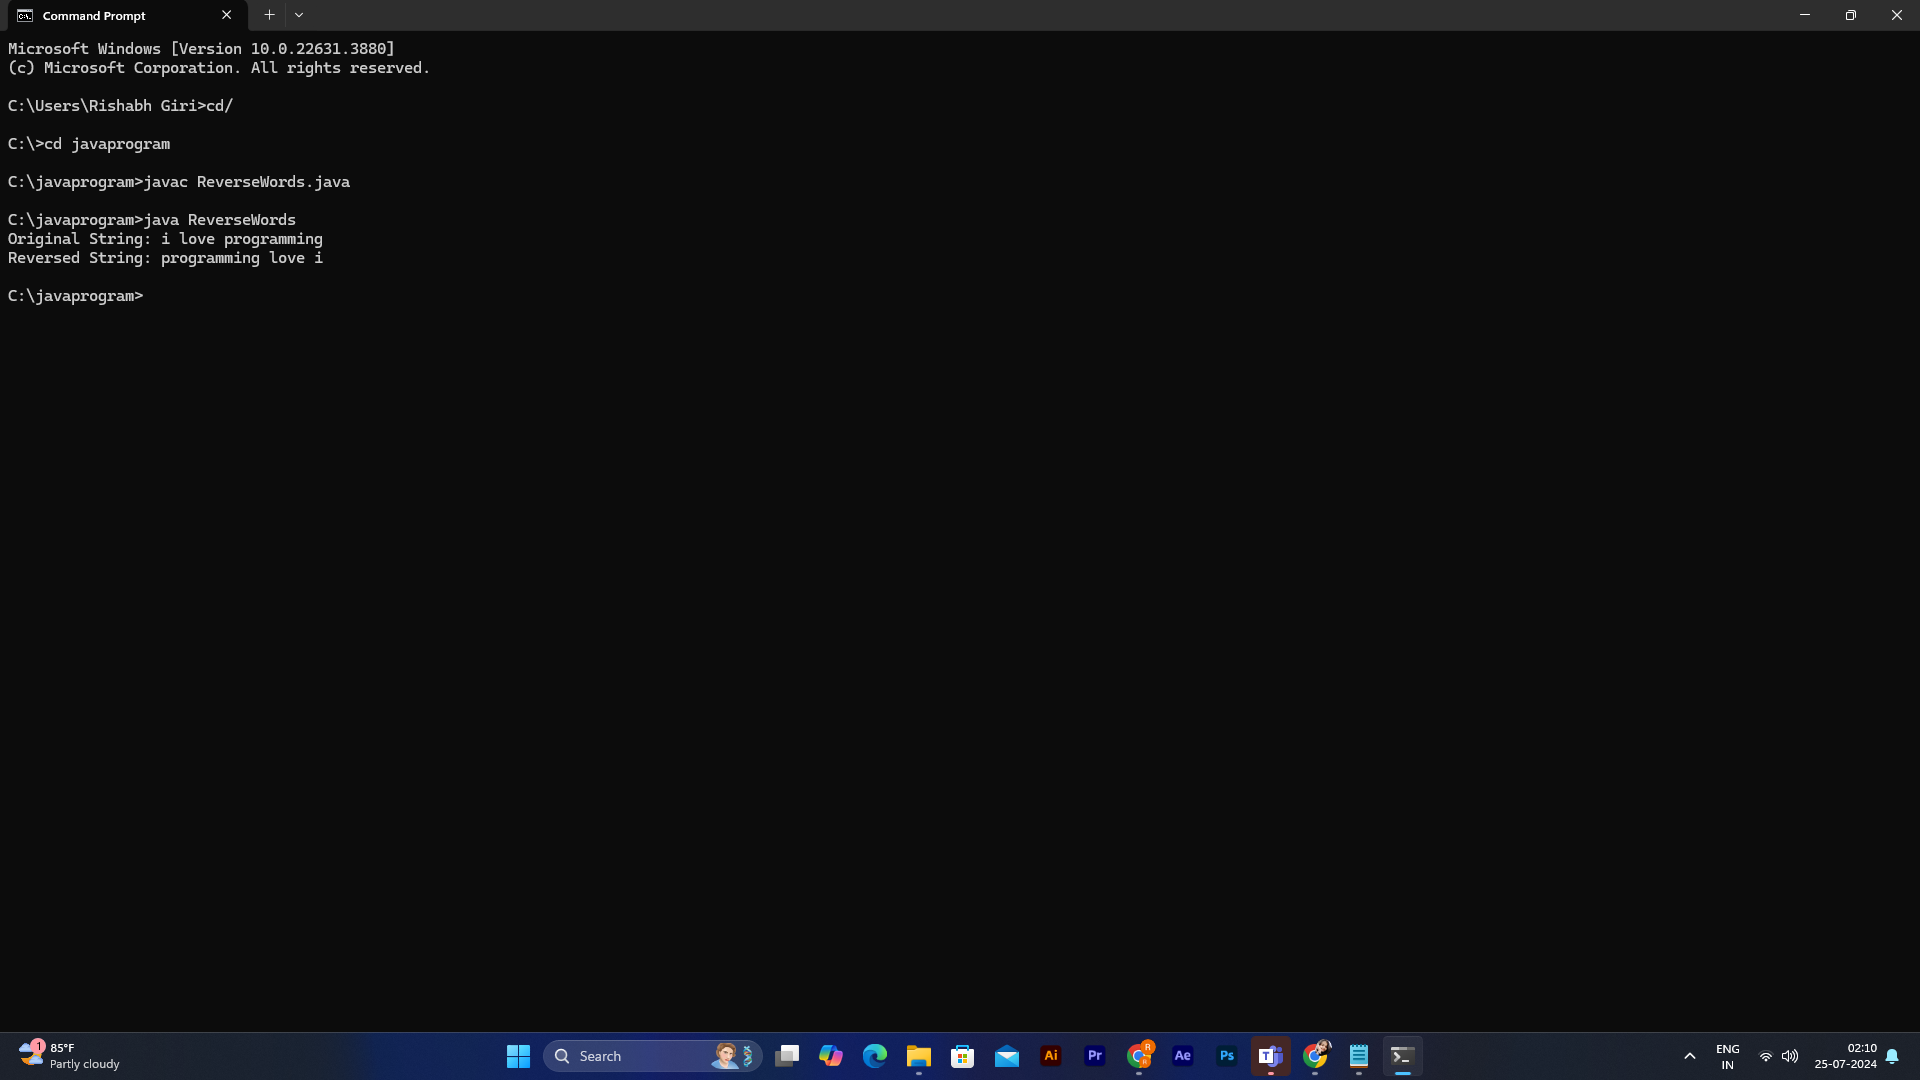 Command Prompt
Microsoft Windows [Version 10.0.22631.3880]
(c) Microsoft Corporation. All rights reserved.
C:\Users\Rishabh Giri>cd/
C:\>cd javaprogram
C:\javaprogram>javac ReverseWords.java
C:\javaprogram>java ReverseWords
Original String: i love programming
Reversed String: programming love i
C:\javaprogram>
1
85°F
Partly cloudy
Search
Ai
Pr
R
Ae
Ps
T
ENG
IN
02:10
25-07-2024